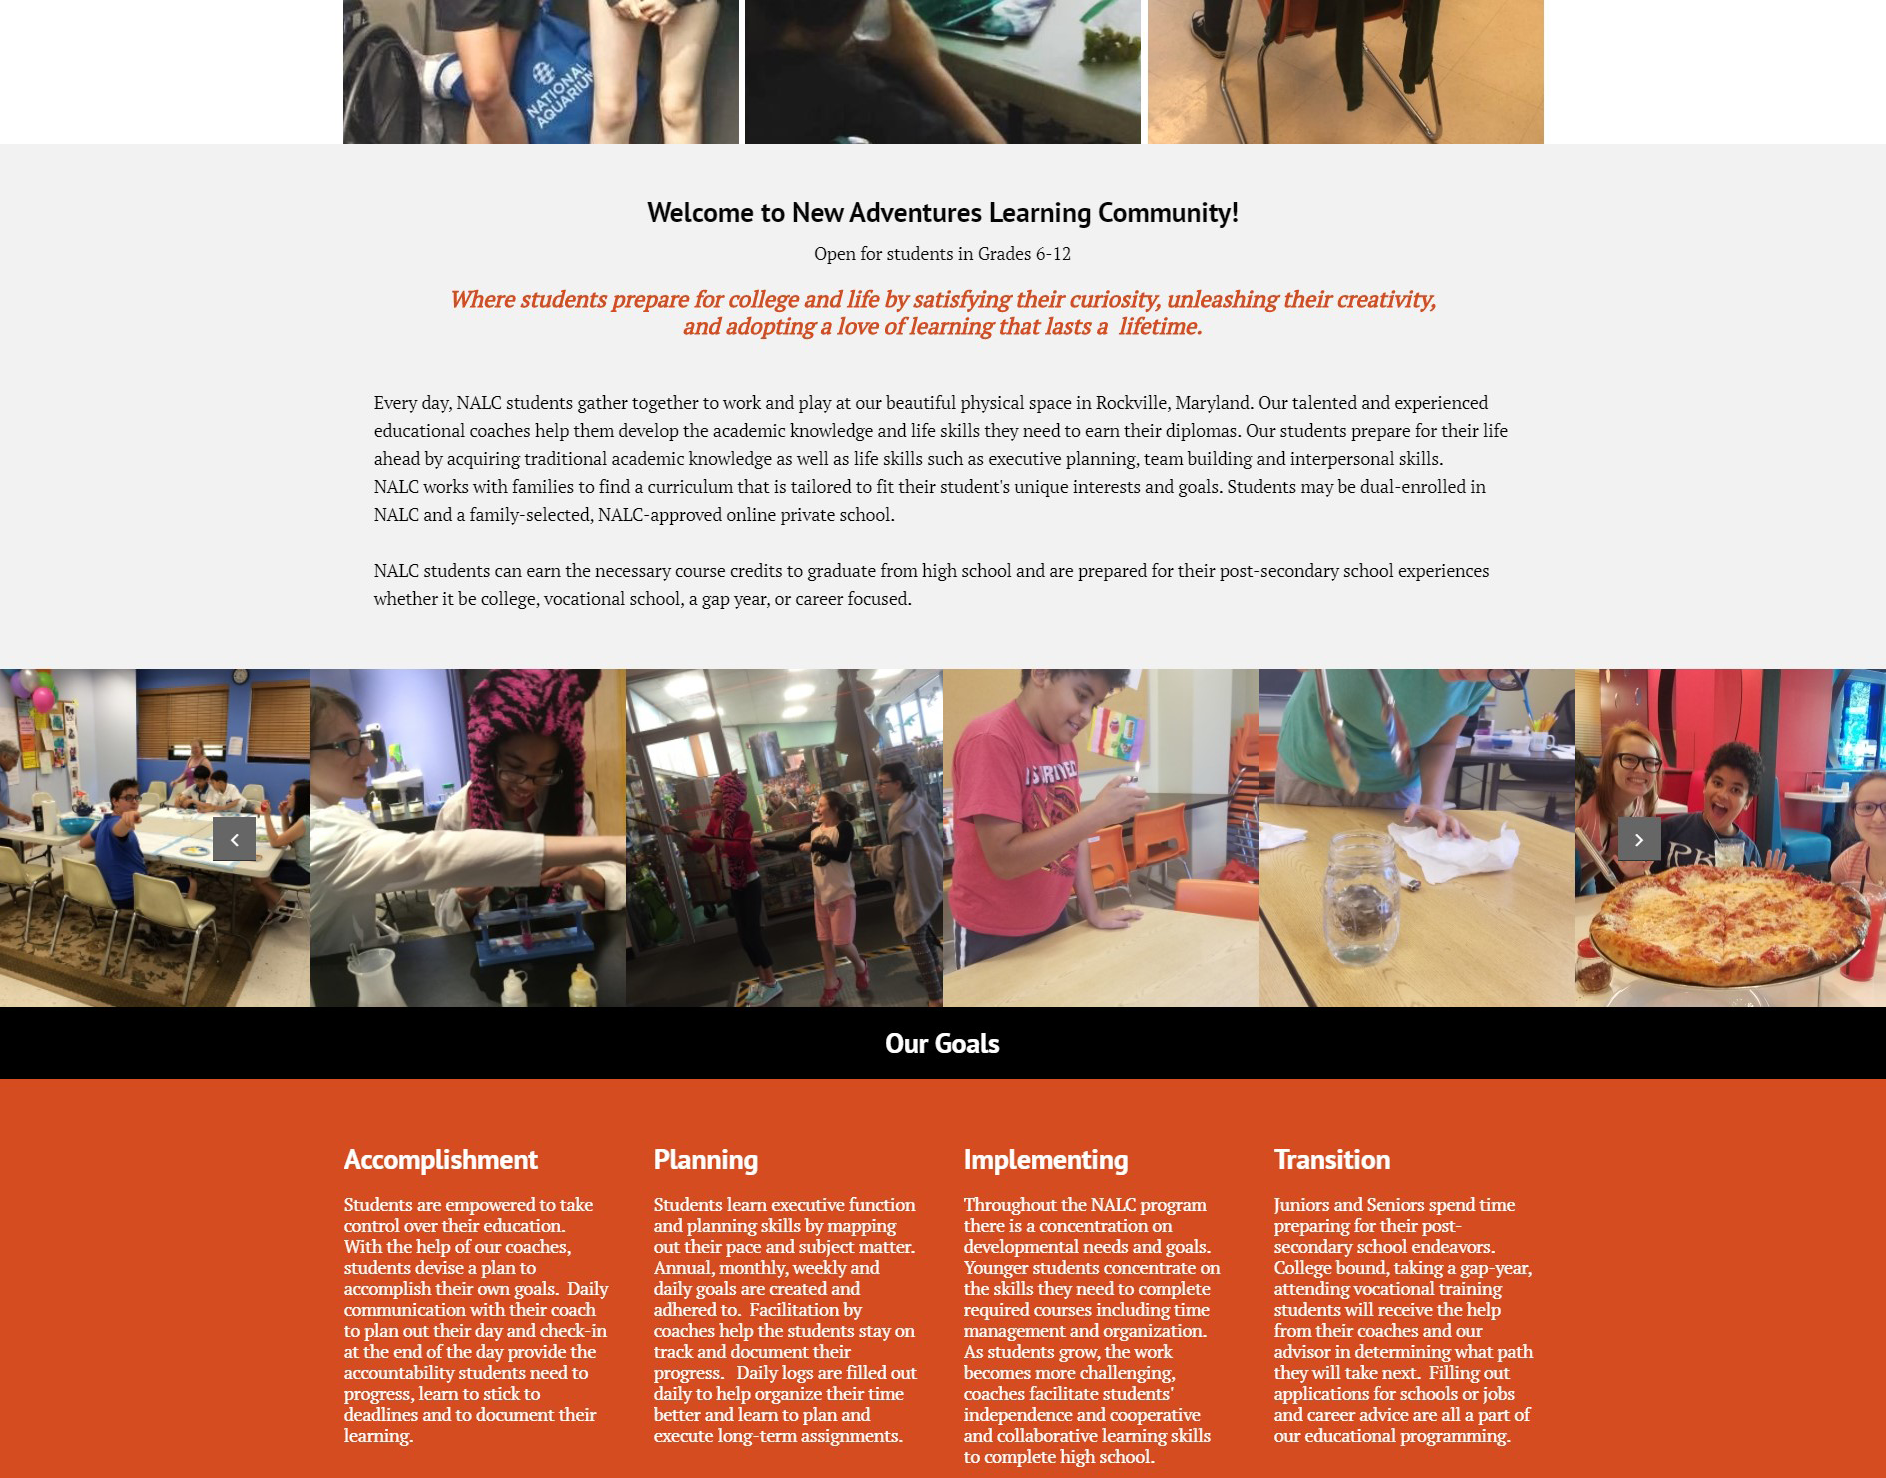 NATIONAL
AQUARIUM
Welcome to New Adventures Learning Community!
Open for students in Grades 6-12
Where students prepare for college and life by satisfying their curiosity, unleashing their creativity,
and adopting a love of learning that lasts a  lifetime.
Every day, NALC students gather together to work and play at our beautiful physical space in Rockville, Maryland. Our talented and experienced
educational coaches help them develop the academic knowledge and life skills they need to earn their diplomas. Our students prepare for their life
ahead by acquiring traditional academic knowledge as well as life skills such as executive planning, team building and interpersonal skills.
NALC works with families to find a curriculum that is tailored to fit their student's unique interests and goals. Students may be dual-enrolled in
NALC and a family-selected, NALC-approved online private school.
NALC students can earn the necessary course credits to graduate from high school and are prepared for their post-secondary school experiences
whether it be college, vocational school, a gap year, or career focused.
I SURVIVED
Our Goals
Accomplishment
Students are empowered to take
control over their education.
With the help of our coaches,
students devise a plan to
accomplish their own goals.  Daily
communication with their coach
to plan out their day and check-in
at the end of the day provide the
accountability students need to
progress, learn to stick to
deadlines and to document their
learning.
Planning
Students learn executive function
and planning skills by mapping
out their pace and subject matter.
Annual, monthly, weekly and
daily goals are created and
adhered to.  Facilitation by
coaches help the students stay on
track and document their
progress.   Daily logs are filled out
daily to help organize their time
better and learn to plan and
execute long-term assignments.
Implementing
Throughout the NALC program
there is a concentration on
developmental needs and goals.
Younger students concentrate on
the skills they need to complete
required courses including time
management and organization.
As students grow, the work
becomes more challenging,
coaches facilitate students'
independence and cooperative
and collaborative learning skills
to complete high school.
Transition
Juniors and Seniors spend time
preparing for their post-
secondary school endeavors.
College bound, taking a gap-year,
attending vocational training
students will receive the help
from their coaches and our
advisor in determining what path
they will take next.  Filling out
applications for schools or jobs
and career advice are all a part of
our educational programming.